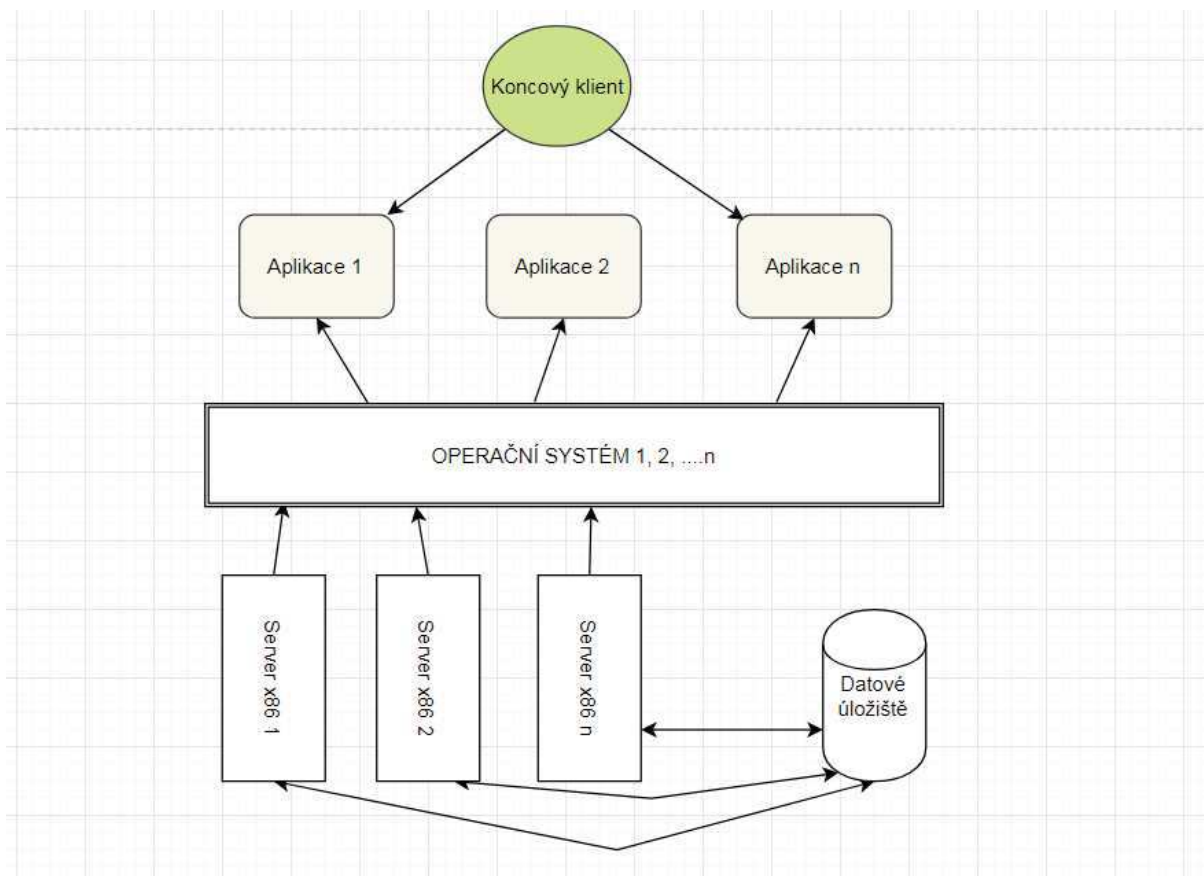 Koncový klient
Aplikace 1
Aplikace 2
Aplikace n
OPERAČNÍ SYSTÉM 1, 2, ....n
Server x86 1
Server x86 2
Server x86 n
Datové
úložiště